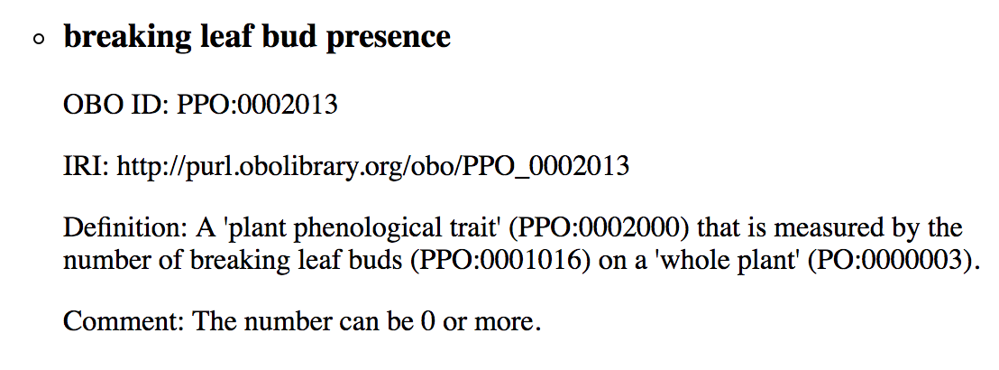 breaking leaf bud presence
OBO ID: PPO:0002013
IRI: http://purl.obolibrary.org/obo/PPO_0002013
Definition: A 'plant phenological trait' (PPO:0002000) that is measured by the
number of breaking leaf buds (PPO:0001016) on a 'whole plant' (PO:0000003).
Comment: The number can be 0 or more.